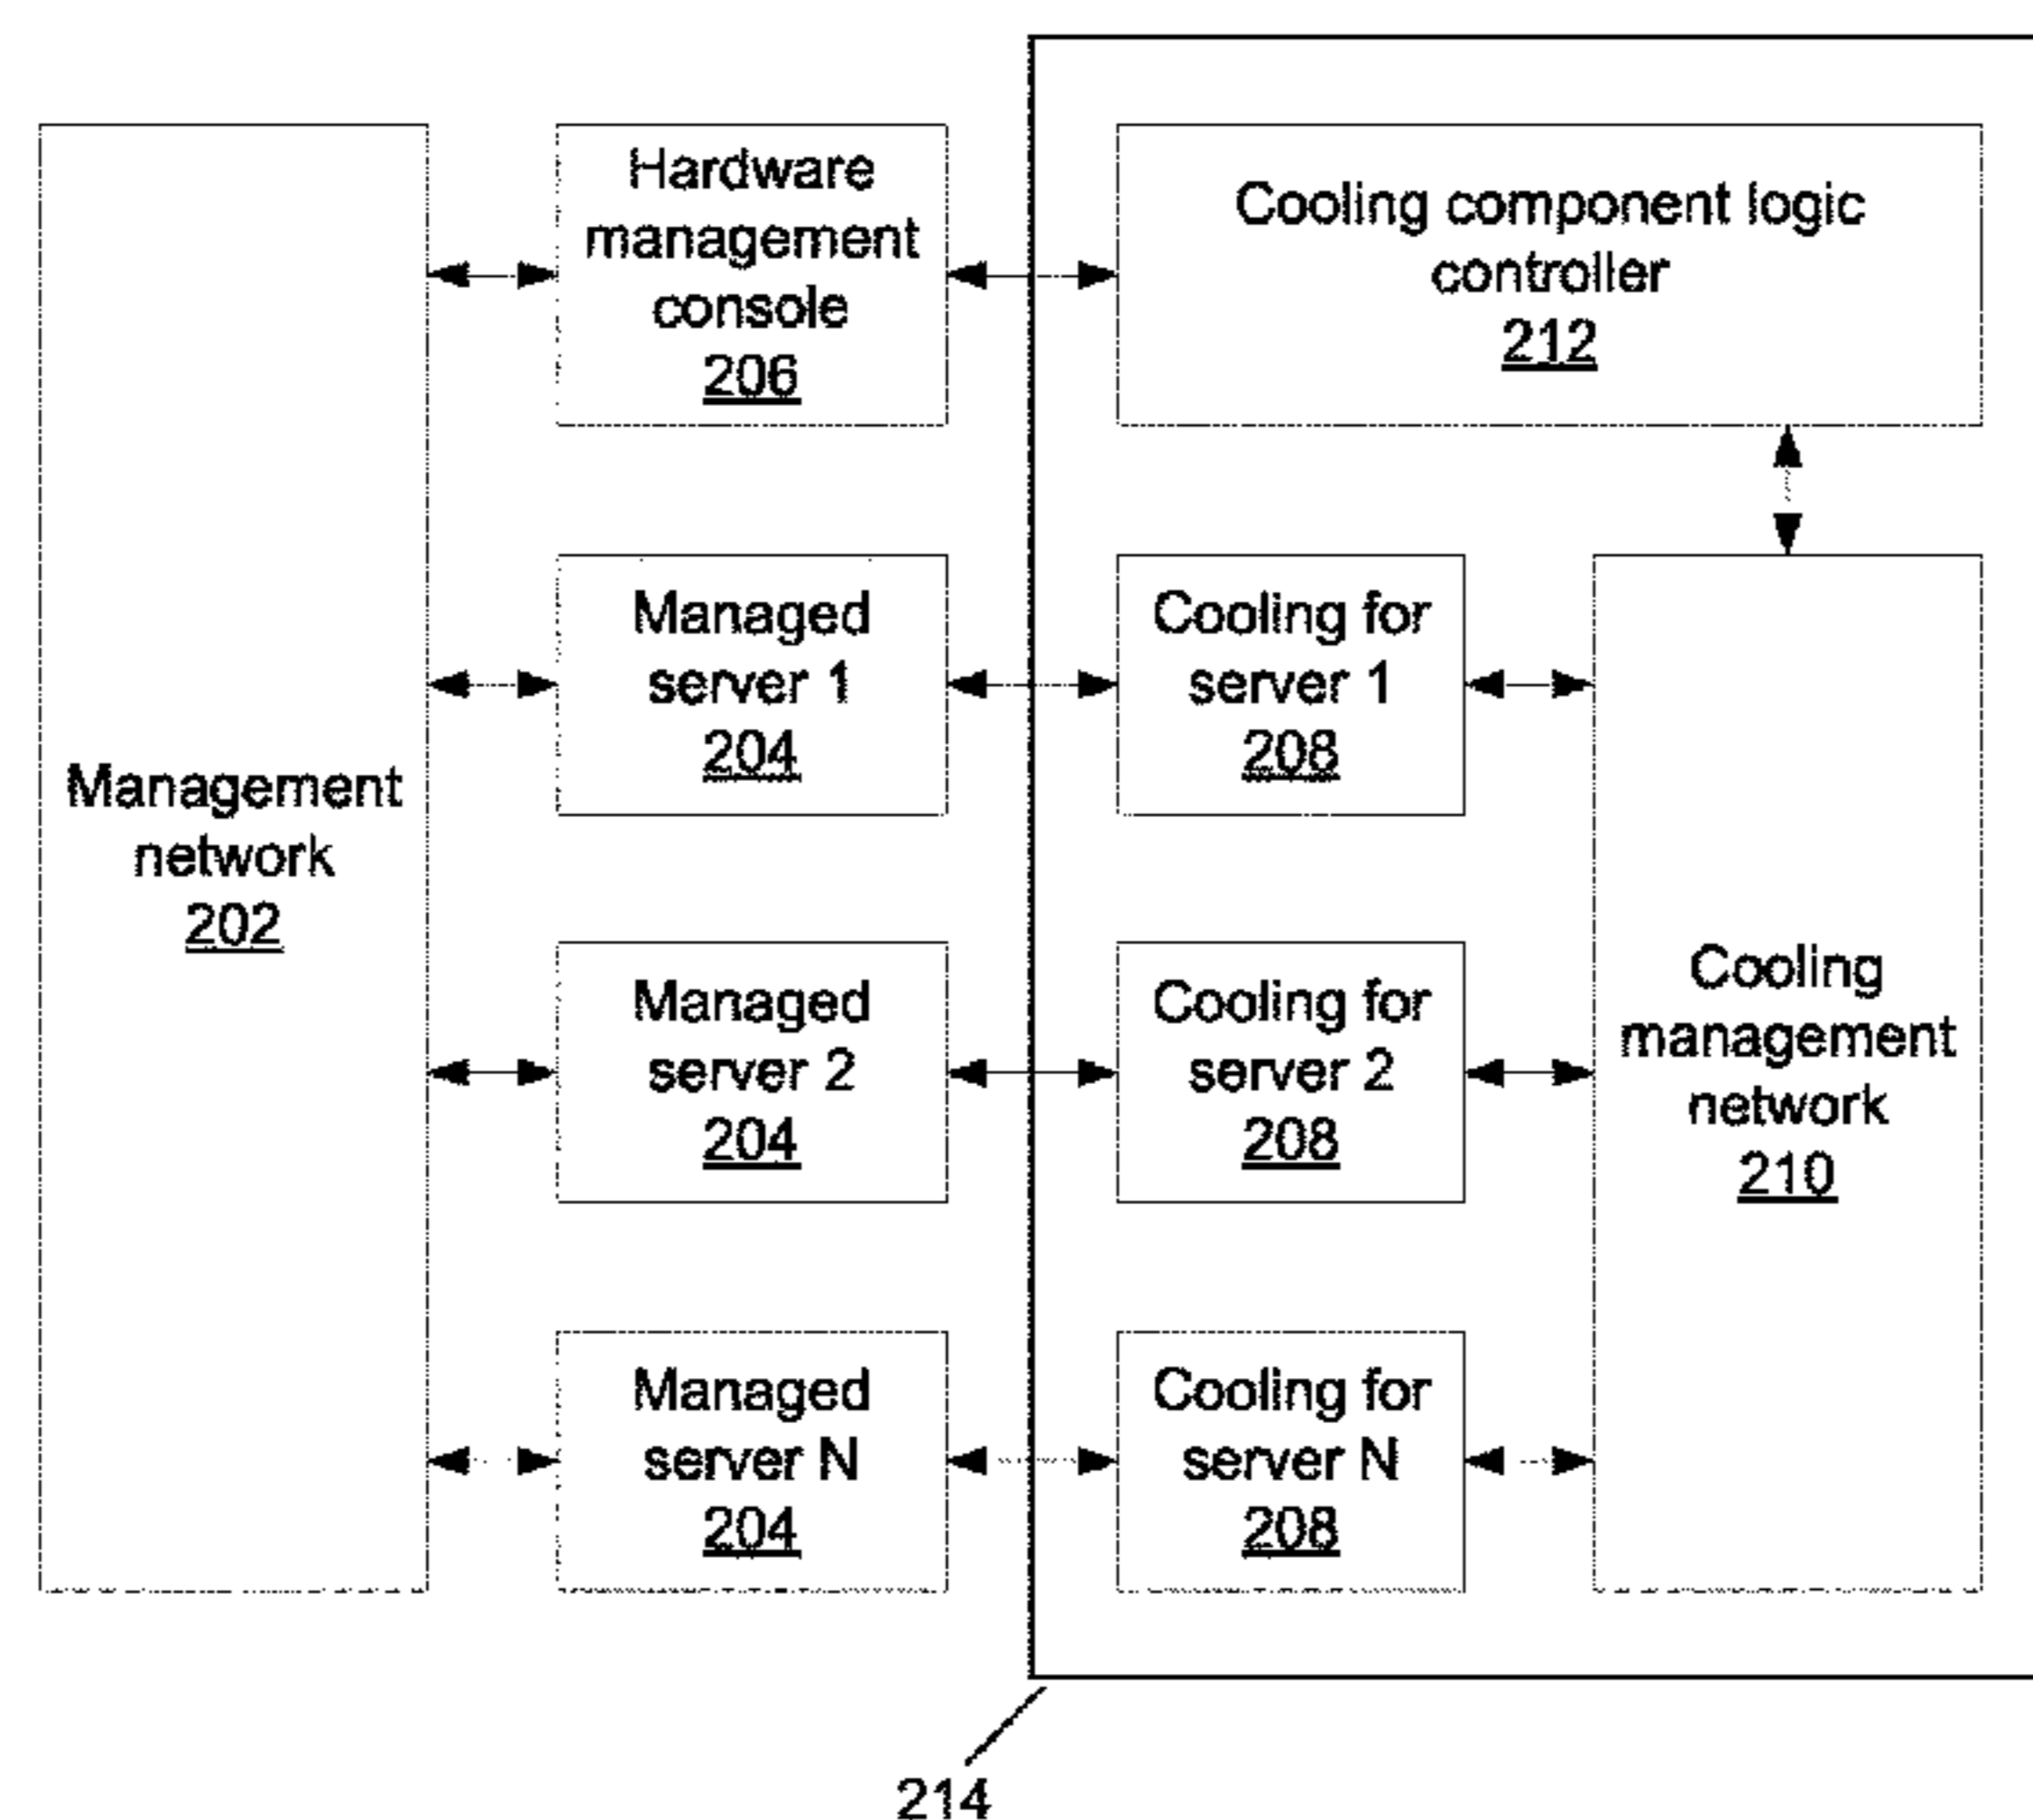 Hardware
management
console
206
Cooling component logic
controller
212
Managed
server 1
204
Cooling for
server 1
208
Management
network
202
Managed
server 2
204
Cooling for
server 2
208
Cooling
management
network
210
Managed
server N
204
Cooling for
server N
208
214